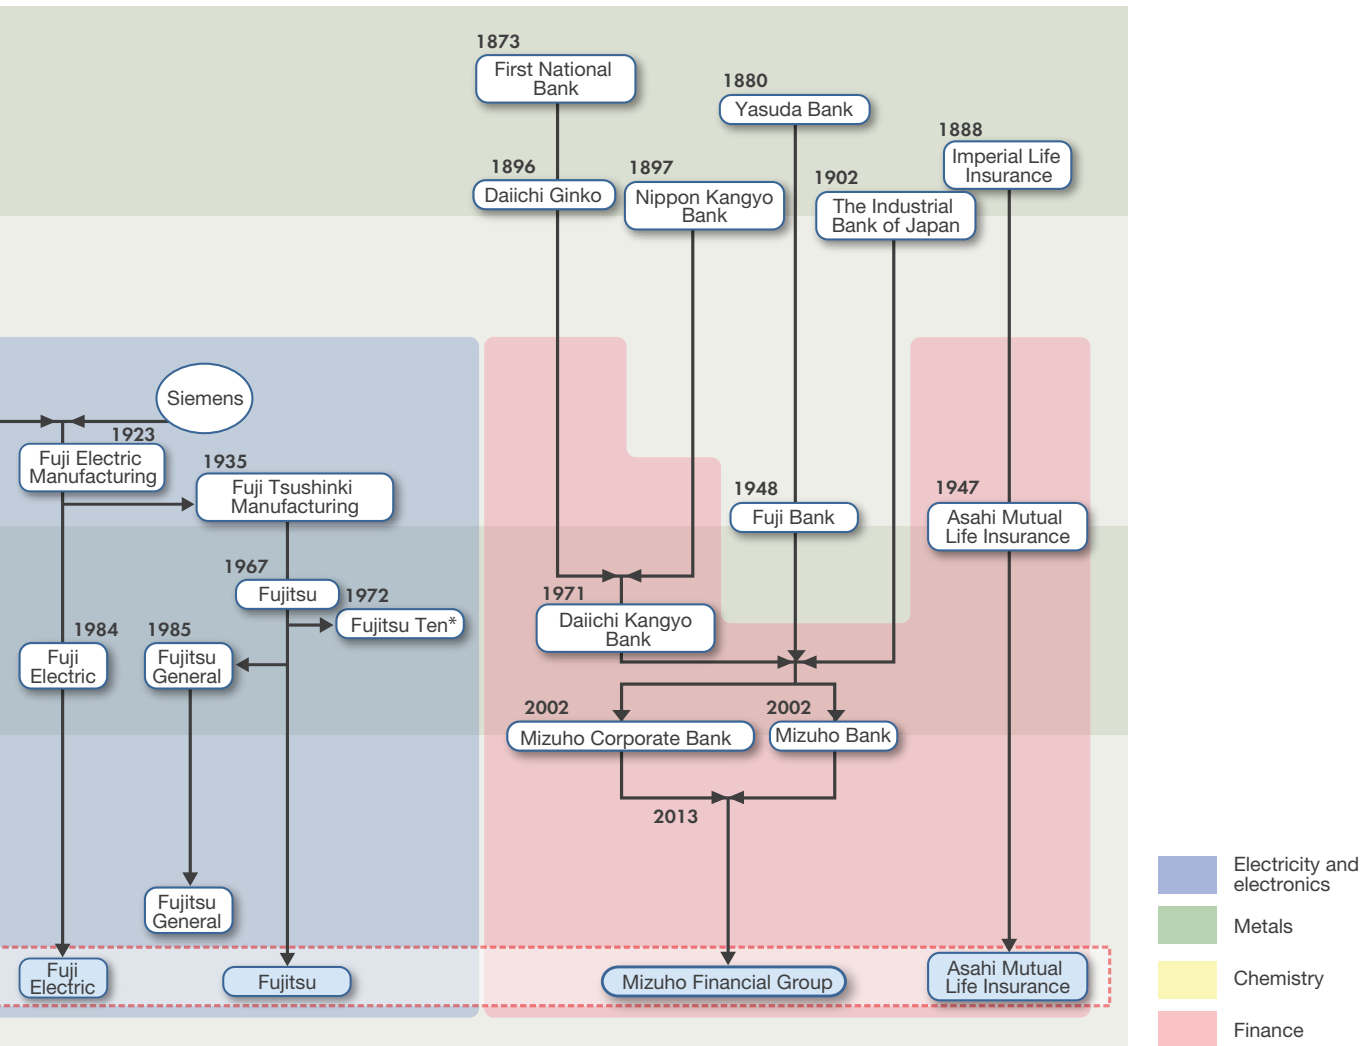 1873
First National
Bank
1880
Yasuda Bank
1888
Imperial Life
Insurance
1896
Daiichi Ginko
1897
Nippon Kangyo
Bank
1902
The Industrial
Bank of Japan
Siemens
1923
Fuji Electric
Manufacturing
1935
Fuji Tsushinki
Manufacturing
1948
Fuji Bank
1947
Asahi Mutual
Life Insurance
1967
Fujitsu
1972
Fujitsu Ten*
1971
Daiichi Kangyo
Bank
1984
Fuji
Electric
1985
Fujitsu
General
2002
Mizuho Corporate Bank
2002
Mizuho Bank
2013
Fujitsu
General
Fuji
Electric
Fujitsu
Mizuho Financial Group
Asahi Mutual
Life Insurance
Electricity and
electronics
Metals
Chemistry
Finance